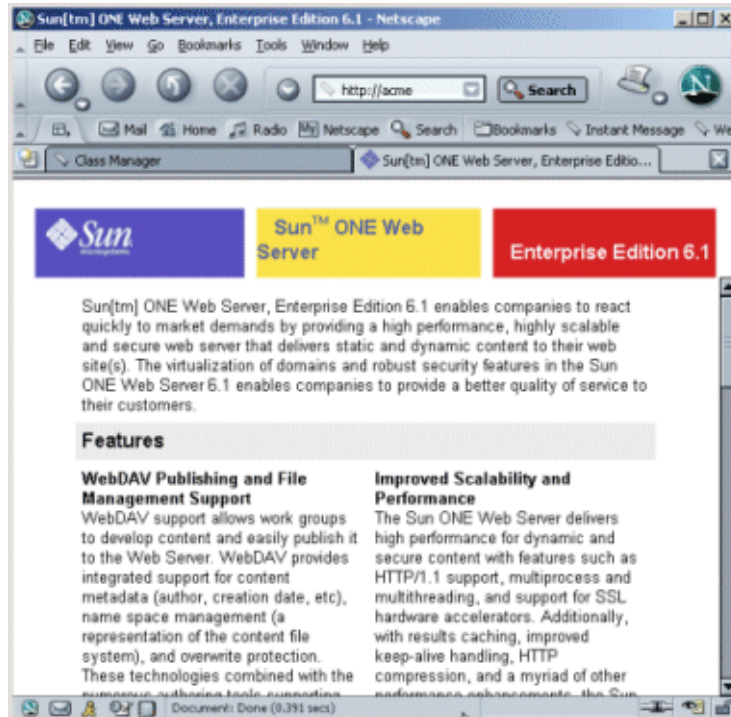 Sun[tm] ONE Web Server, Enterprise Edition 6.1 - Netscape
File Edit View Go Bookmarks Tools Window Help
http://acme Search
Mail Home Radio My Netscape Search Bookmarks Instant Message We
Class Manager Sun[tm] ONE Web Server, Enterprise Editio...
Sun
microsystems
Sun™ ONE Web
Server
Enterprise Edition 6.1
Sun[tm] ONE Web Server, Enterprise Edition 6.1 enables companies to react
quickly to market demands by providing a high performance, highly scalable
and secure web server that delivers static and dynamic content to their web
site(s). The virtualization of domains and robust security features in the Sun
ONE Web Server 6.1 enables companies to provide a better quality of service to
their customers.
Features
WebDAV Publishing and File
Management Support
WebDAV support allows work groups
to develop content and easily publish it
to the Web Server. WebDAV provides
integrated support for content
metadata (author, creation date, etc),
name space management (a
representation of the content file
system), and overwrite protection.
These technologies combined with the
numerous authoring tools supporting
Improved Scalability and
Performance
The Sun ONE Web Server delivers
high performance for dynamic and
secure content with features such as
HTTP/1.1 support, multiprocess and
multithreading, and support for SSL
hardware accelerators. Additionally,
with results caching, improved
keep-alive handling, HTTP
compression, and a myriad of other
performance enhancements, the Sun
Document: Done (0.391 secs)